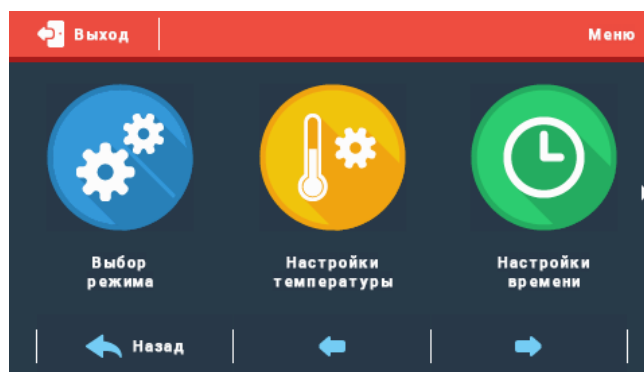 Выход
Меню
Выбор
режима
Настройки
температуры
Настройки
времени
Назад